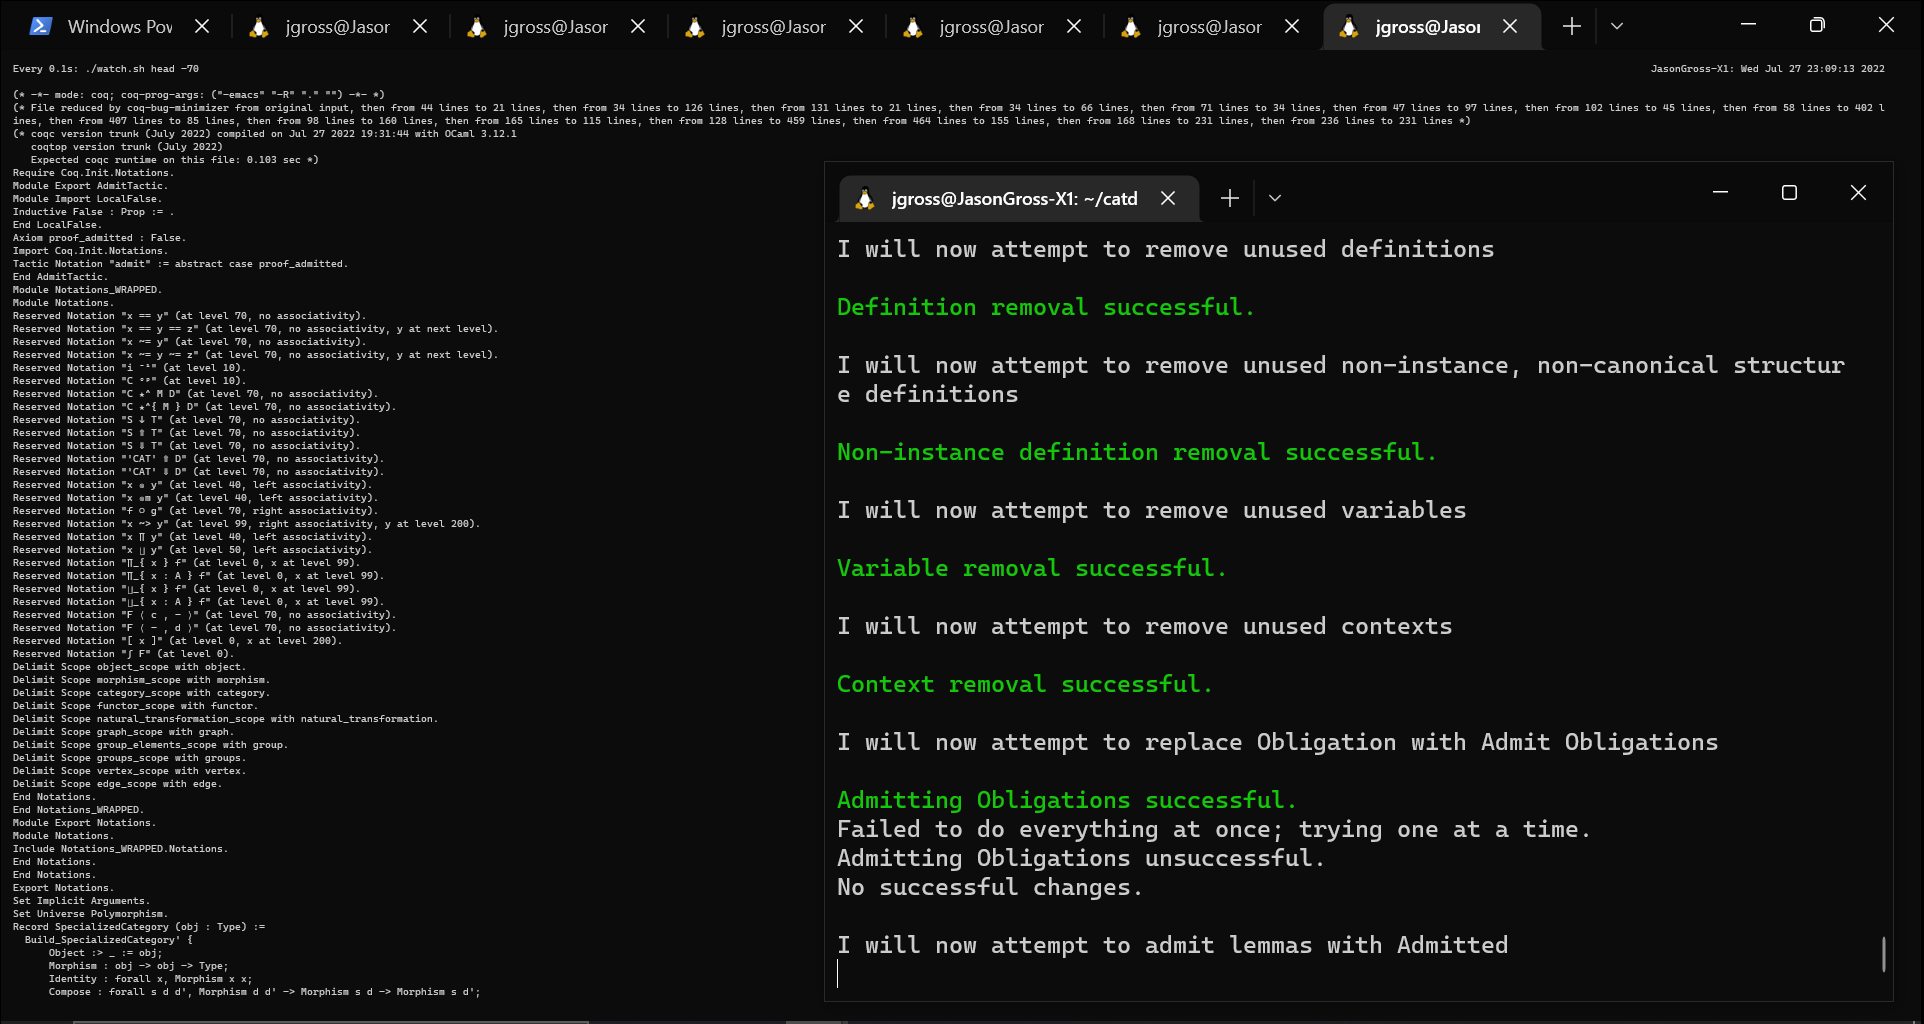 Windows Pow
jgross@Jasor
jgross@Jasor
jgross@Jasor
jgross@Jasor
jgross@Jasor
jgross@Jasor
Every 0.1s: ./watch.sh head -70
JasonGross-X1: Wed Jul 27 23:09:13 2022
(* -*- mode: coq; coq-prog-args: ("-emacs" "-R" "." "") -*- *)
(* File reduced by coq-bug-minimizer from original input, then from 44 lines to 21 lines, then from 34 lines to 126 lines, then from 131 lines to 21 lines, then from 34 lines to 66 lines, then from 71 lines to 34 lines, then from 47 lines to 97 lines, then from 102 lines to 45 lines, then from 58 lines to 402 l
ines, then from 407 lines to 85 lines, then from 98 lines to 160 lines, then from 165 lines to 115 lines, then from 128 lines to 459 lines, then from 464 lines to 155 lines, then from 168 lines to 231 lines, then from 236 lines to 231 lines *)
(* coqc version trunk (July 2022) compiled on Jul 27 2022 19:31:44 with OCaml 3.12.1
coqtop version trunk (July 2022)
Expected coqc runtime on this file: 0.103 sec *)
Require Coq.Init.Notations.
Module Export AdmitTactic.
Module Import LocalFalse.
Inductive False : Prop := .
End LocalFalse.
Axiom proof_admitted : False.
Import Coq.Init.Notations.
Tactic Notation "admit" := abstract case proof_admitted.
End AdmitTactic.
Module Notations_WRAPPED.
Module Notations.
Reserved Notation "x == y" (at level 70, no associativity).
Reserved Notation "x == y == z" (at level 70, no associativity, y at next level).
Reserved Notation "x ~= y" (at level 70, no associativity).
Reserved Notation "x ~= y ~= z" (at level 70, no associativity, y at next level).
Reserved Notation "i ⁻¹" (at level 10).
Reserved Notation "C ᵒᵖ" (at level 10).
Reserved Notation "C ★^ M D" (at level 70, no associativity).
Reserved Notation "C ★^{ M } D" (at level 70, no associativity).
Reserved Notation "S ↓ T" (at level 70, no associativity).
Reserved Notation "S ⇑ T" (at level 70, no associativity).
Reserved Notation "S ⇓ T" (at level 70, no associativity).
Reserved Notation "'CAT' ⇑ D" (at level 70, no associativity).
Reserved Notation "'CAT' ⇓ D" (at level 70, no associativity).
Reserved Notation "x ⊗ y" (at level 40, left associativity).
Reserved Notation "x ⊗m y" (at level 40, left associativity).
Reserved Notation "f ○ g" (at level 70, right associativity).
Reserved Notation "x ~> y" (at level 99, right associativity, y at level 200).
Reserved Notation "x ∏ y" (at level 40, left associativity).
Reserved Notation "x ∐ y" (at level 50, left associativity).
Reserved Notation "∏_{ x } f" (at level 0, x at level 99).
Reserved Notation "∏_{ x : A } f" (at level 0, x at level 99).
Reserved Notation "∐_{ x } f" (at level 0, x at level 99).
Reserved Notation "∐_{ x : A } f" (at level 0, x at level 99).
Reserved Notation "F ⟨ c , - ⟩" (at level 70, no associativity).
Reserved Notation "F ⟨ - , d ⟩" (at level 70, no associativity).
Reserved Notation "[ x ]" (at level 0, x at level 200).
Reserved Notation "∫ F" (at level 0).
Delimit Scope object_scope with object.
Delimit Scope morphism_scope with morphism.
Delimit Scope category_scope with category.
Delimit Scope functor_scope with functor.
Delimit Scope natural_transformation_scope with natural_transformation.
Delimit Scope graph_scope with graph.
Delimit Scope group_elements_scope with group.
Delimit Scope groups_scope with groups.
Delimit Scope vertex_scope with vertex.
Delimit Scope edge_scope with edge.
End Notations.
End Notations_WRAPPED.
Module Export Notations.
Module Notations.
Include Notations_WRAPPED.Notations.
End Notations.
End Notations.
Export Notations.
Set Implicit Arguments.
Set Universe Polymorphism.
Record SpecializedCategory (obj : Type) :=
Build_SpecializedCategory' {
Object :> _ := obj;
Morphism : obj -> obj -> Type;
Identity : forall x, Morphism x x;
Compose : forall s d d', Morphism d d' -> Morphism s d -> Morphism s d';
jgross@JasonGross-X1: ~/catd
I will now attempt to remove unused definitions
Definition removal successful.
I will now attempt to remove unused non-instance, non-canonical structur
e definitions
Non-instance definition removal successful.
I will now attempt to remove unused variables
Variable removal successful.
I will now attempt to remove unused contexts
Context removal successful.
I will now attempt to replace Obligation with Admit Obligations
Admitting Obligations successful.
Failed to do everything at once; trying one at a time.
Admitting Obligations unsuccessful.
No successful changes.
I will now attempt to admit lemmas with Admitted